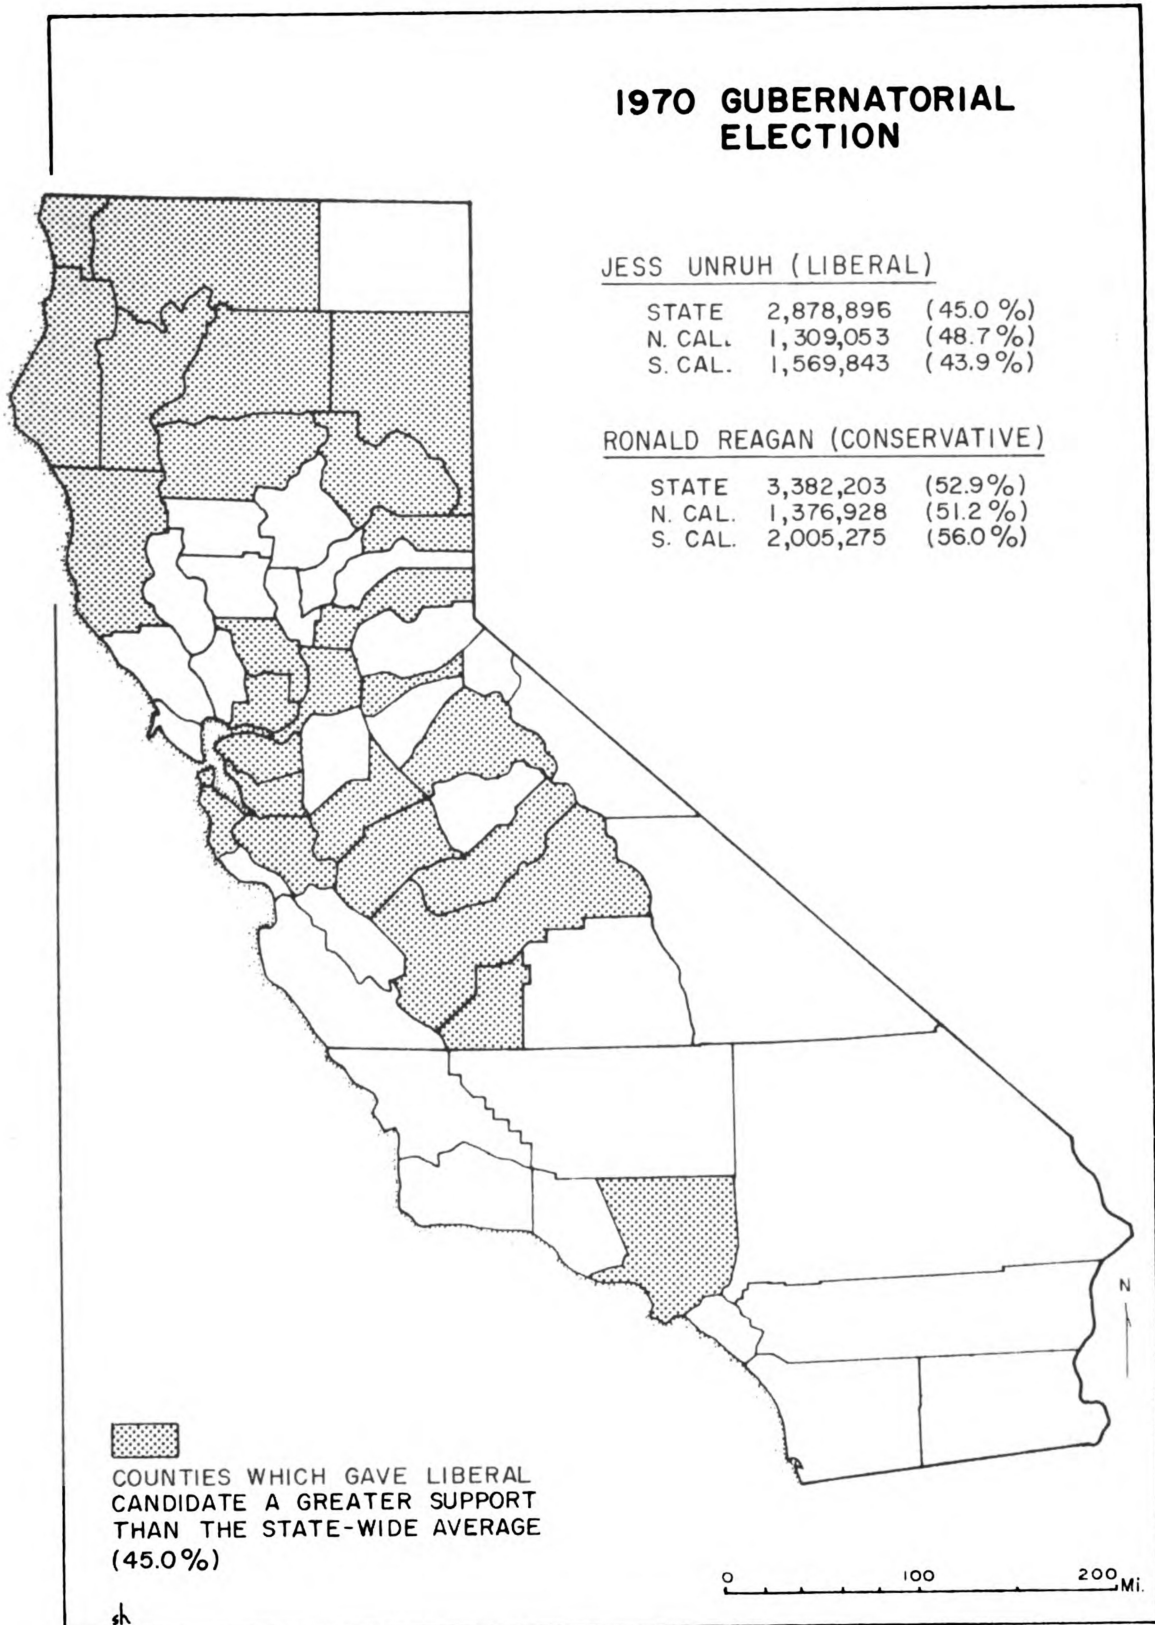 1970 GUBERNATORIAL
ELECTION
JESS UNRUH (LIBERAL)
STATE 2,878,896 (45.0%)
N. CAL. 1,309,053 (48.7%)
S. CAL. 1,569,843 (43.9%)
RONALD REAGAN (CONSERVATIVE)
STATE 3,382,203 (52.9%)
N. CAL. 1,376,928 (51.2%)
S. CAL. 2,005,275 (56.0%)
N
COUNTIES WHICH GAVE LIBERAL
CANDIDATE A GREATER SUPPORT
THAN THE STATE-WIDE AVERAGE
(45.0%)
0 100 200 Mi.
sh